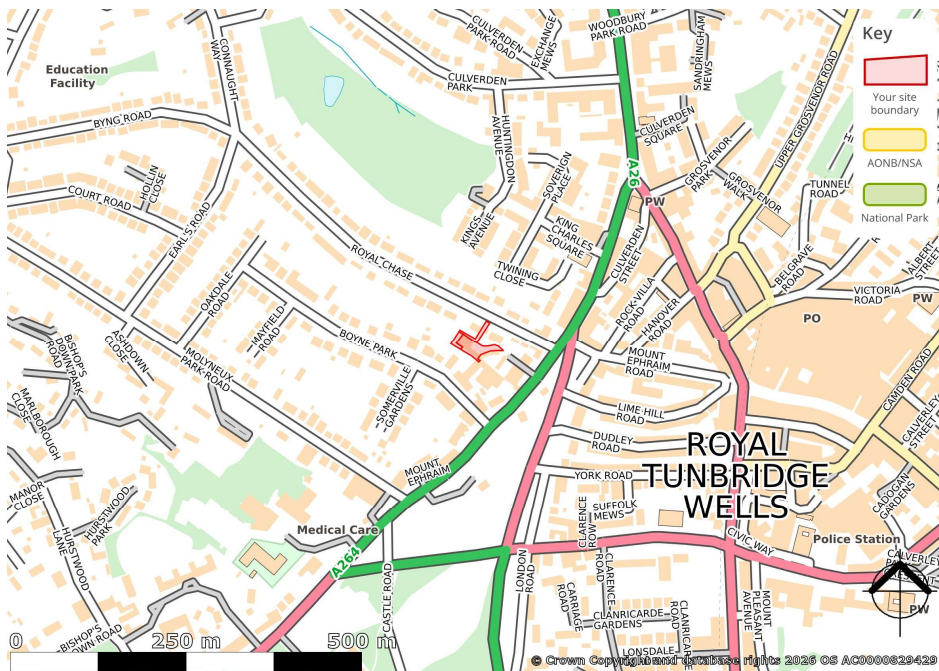 CULVERDEN
PARK ROAD
EXCHANGE
MEWS
WOODBURY
PARK ROAD
SANDRINGHAM
MEWS
UPPER GROSVENOR ROAD
Key
Your site
boundary
AONB/NSA
National Park
CONNAUGHT
WAY
Education
Facility
CULVERDEN
PARK
BYNG ROAD
HUNTINGDON
AVENUE
CULVERDEN
SQUARE
A26
GROSVENOR
PARK
GROSVENOR
WALK
TUNNEL
ROAD
HOLLIN
CLOSE
COURT ROAD
EARL'S ROAD
SOVERIGN
PLACE
KINGS
AVENUE
KING
CHARLES
SQUARE
PW
CULVERDEN
STREET
ROYAL CHASE
TWINING
CLOSE
BELGRAVE
ROAD
ALBERT
STREET
VICTORIA
ROAD
PW
PO
OAKDALE
ROAD
MAYFIELD
ROAD
ROCK-VILLA
ROAD
HANOVER
ROAD
BISHOP'S
DOWN PARK
ROAD
ASHDOWN
CLOSE
MOLYNEUX
PARK ROAD
BOYNE PARK
SOMERVILLE
GARDENS
MOUNT
EPHRAIM
ROAD
CAMDEN ROAD
MARLBOROUGH
CLOSE
LIME HILL
ROAD
CALVERLEY
STREET
DUDLEY
ROAD
ROYAL
TUNBRIDGE
WELLS
YORK ROAD
MOUNT
EPHRAIM
MANOR
CLOSE
HURSTWOOD
PARK
HURSTWOOD
LANE
CADOGAN
GARDENS
SUFFOLK
MEWS
CLARENCE
ROW
Medical Care
CIVIC WAY
Police Station
A264
CASTLE ROAD
LONDON
ROAD
CLARENCE
ROAD
CARRIAGE
ROAD
CLANRICARDE
GARDENS
CLANRICARDE
ROAD
MOUNT
PLEASANT
AVENUE
CALVERLEY
PW
BISHOP'S
DOWN ROAD
LONSDALE
0 250 m 500 m
© Crown Copyright and database rights 2026 OS AC0000829429